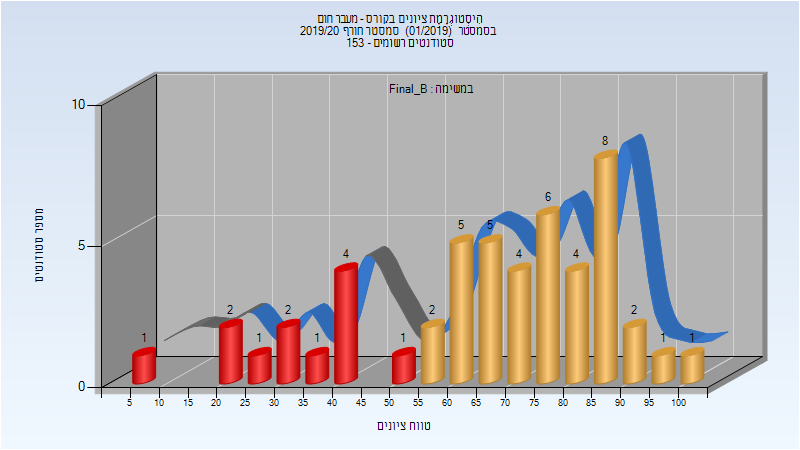 היסטוגרמת ציונים בקורס - מעבר חום
בסמסטר (01/2019) סמסטר חורף 2019/20
סטודנטים רשומים - 153
במשימה : Final_B
מספר סטודנטים
10
5
0
1 2 1 2 1 4 1 2 5 5 4 6 4 8 2 1 1
5 10 15 20 25 30 35 40 45 50 55 60 65 70 75 80 85 90 95 100
טווח ציונים